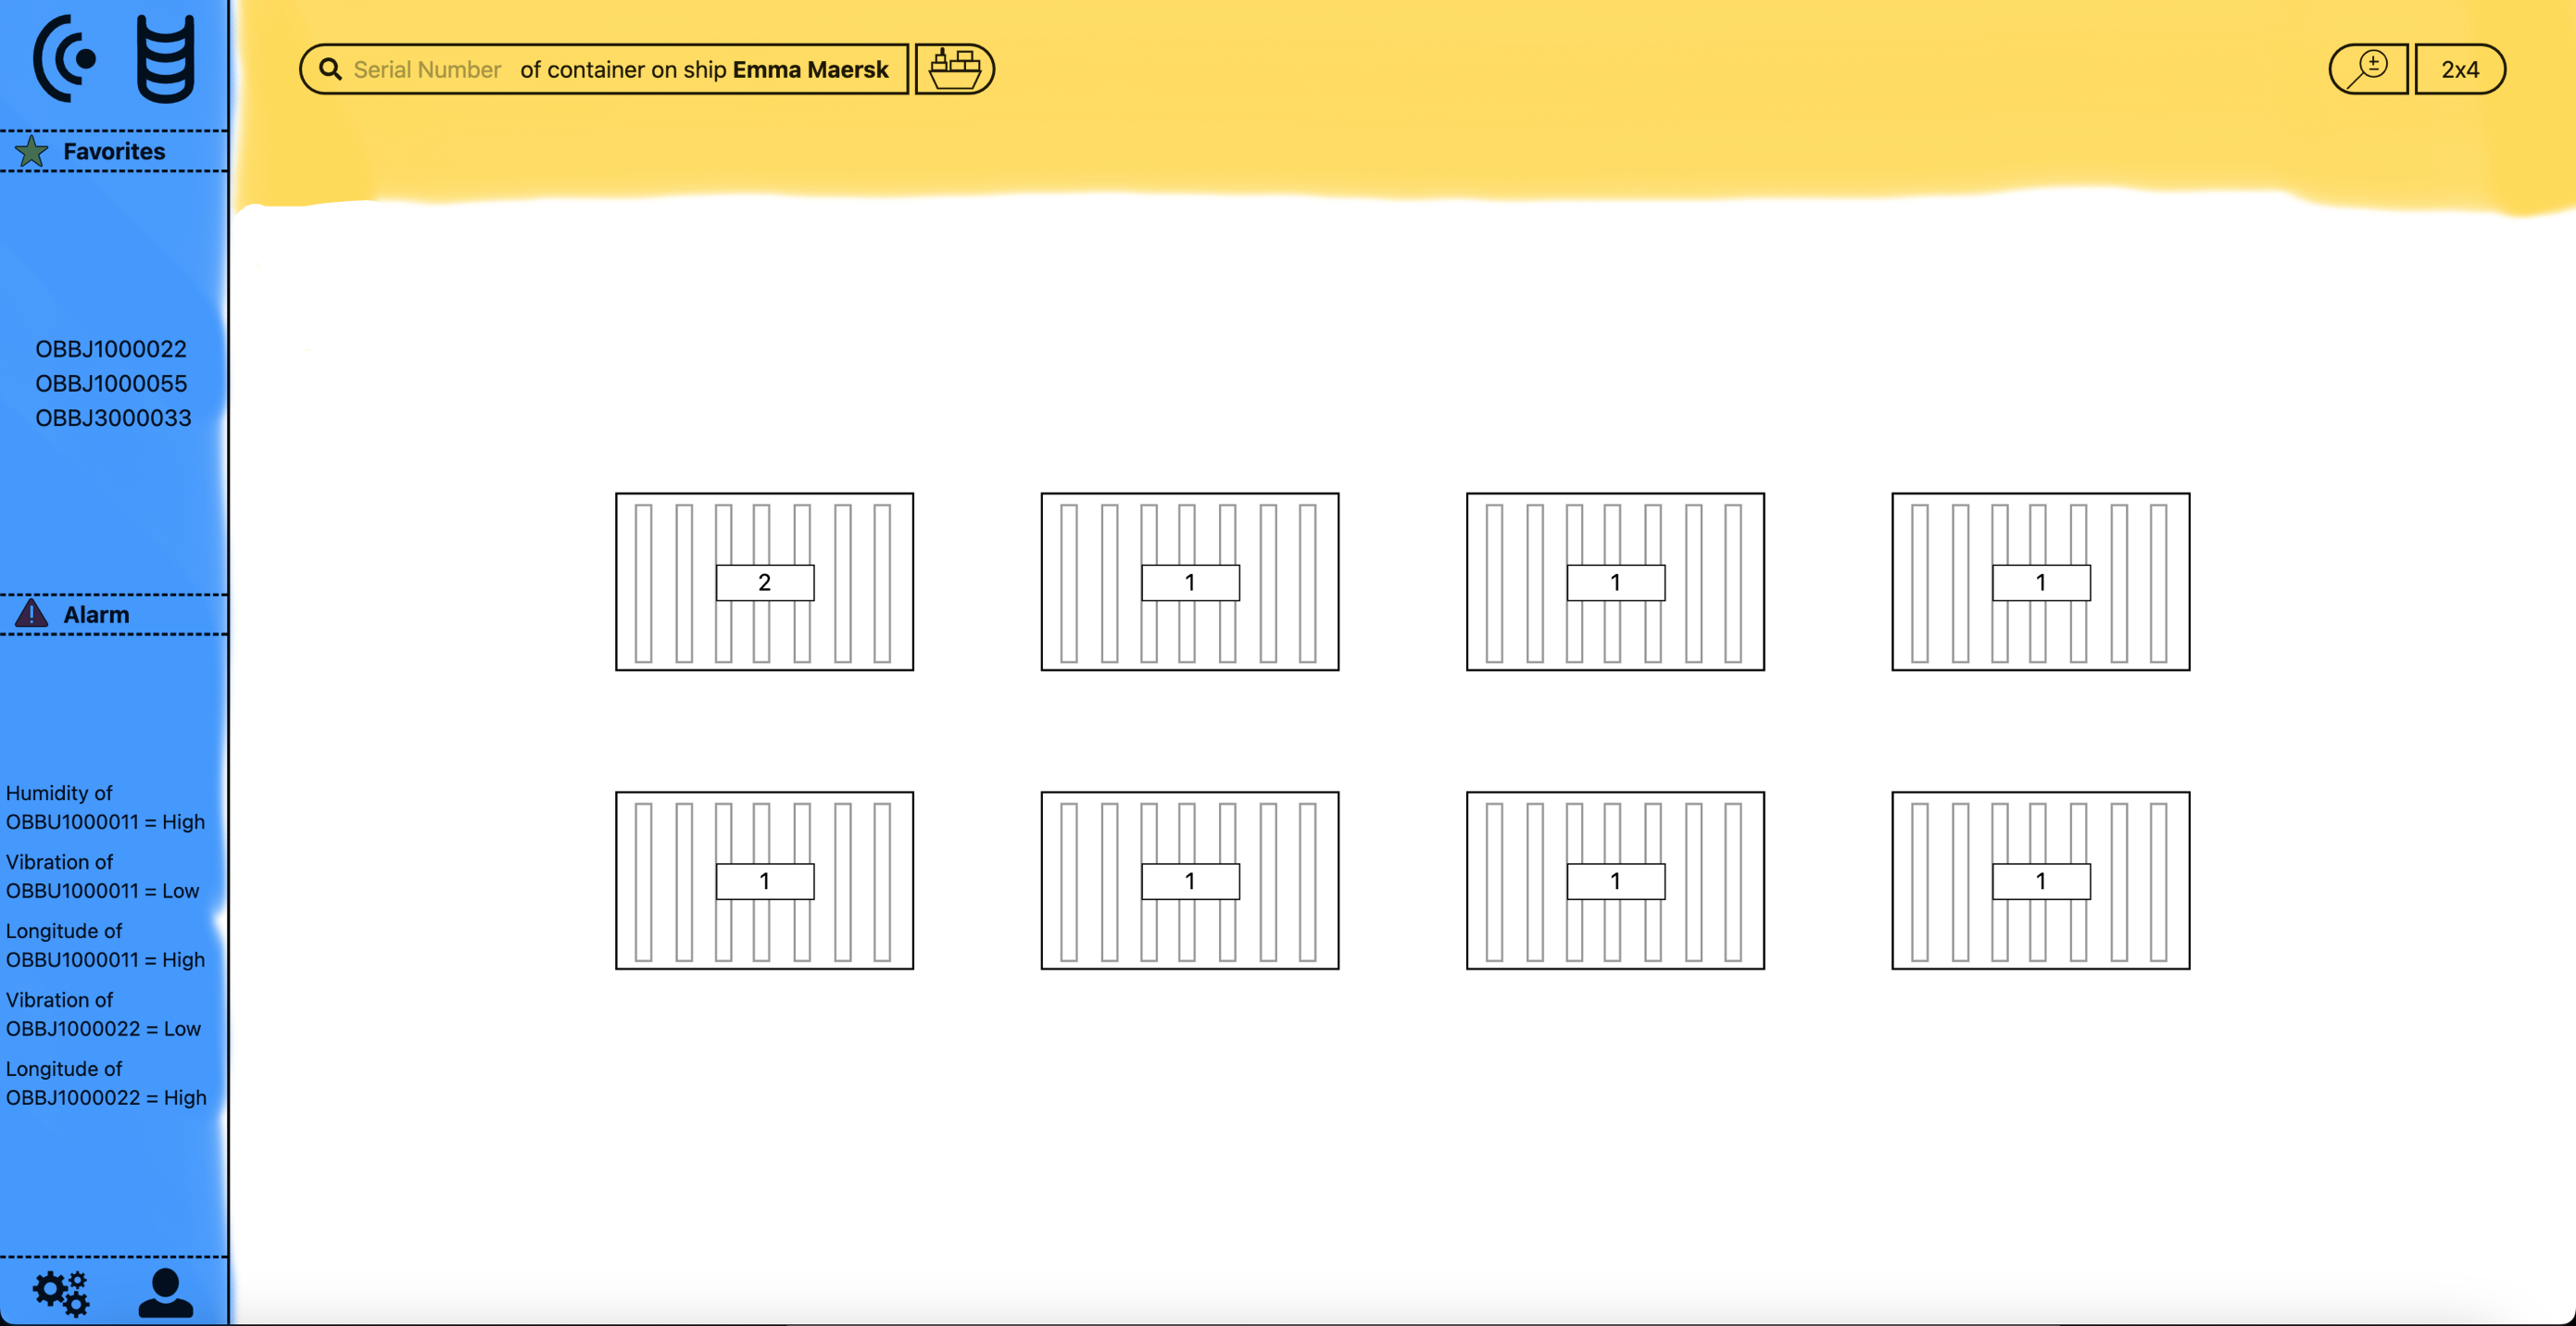 Serial Number of container on ship Emma Maersk
2x4
Favorites
OBBJ1000022
OBBJ1000055
OBBJ3000033
Alarm
Humidity of
OBBU1000011 = High
Vibration of
OBBU1000011 = Low
Longitude of
OBBU1000011 = High
Vibration of
OBBJ1000022 = Low
Longitude of
OBBJ1000022 = High
2 1 1 1
1 1 1 1